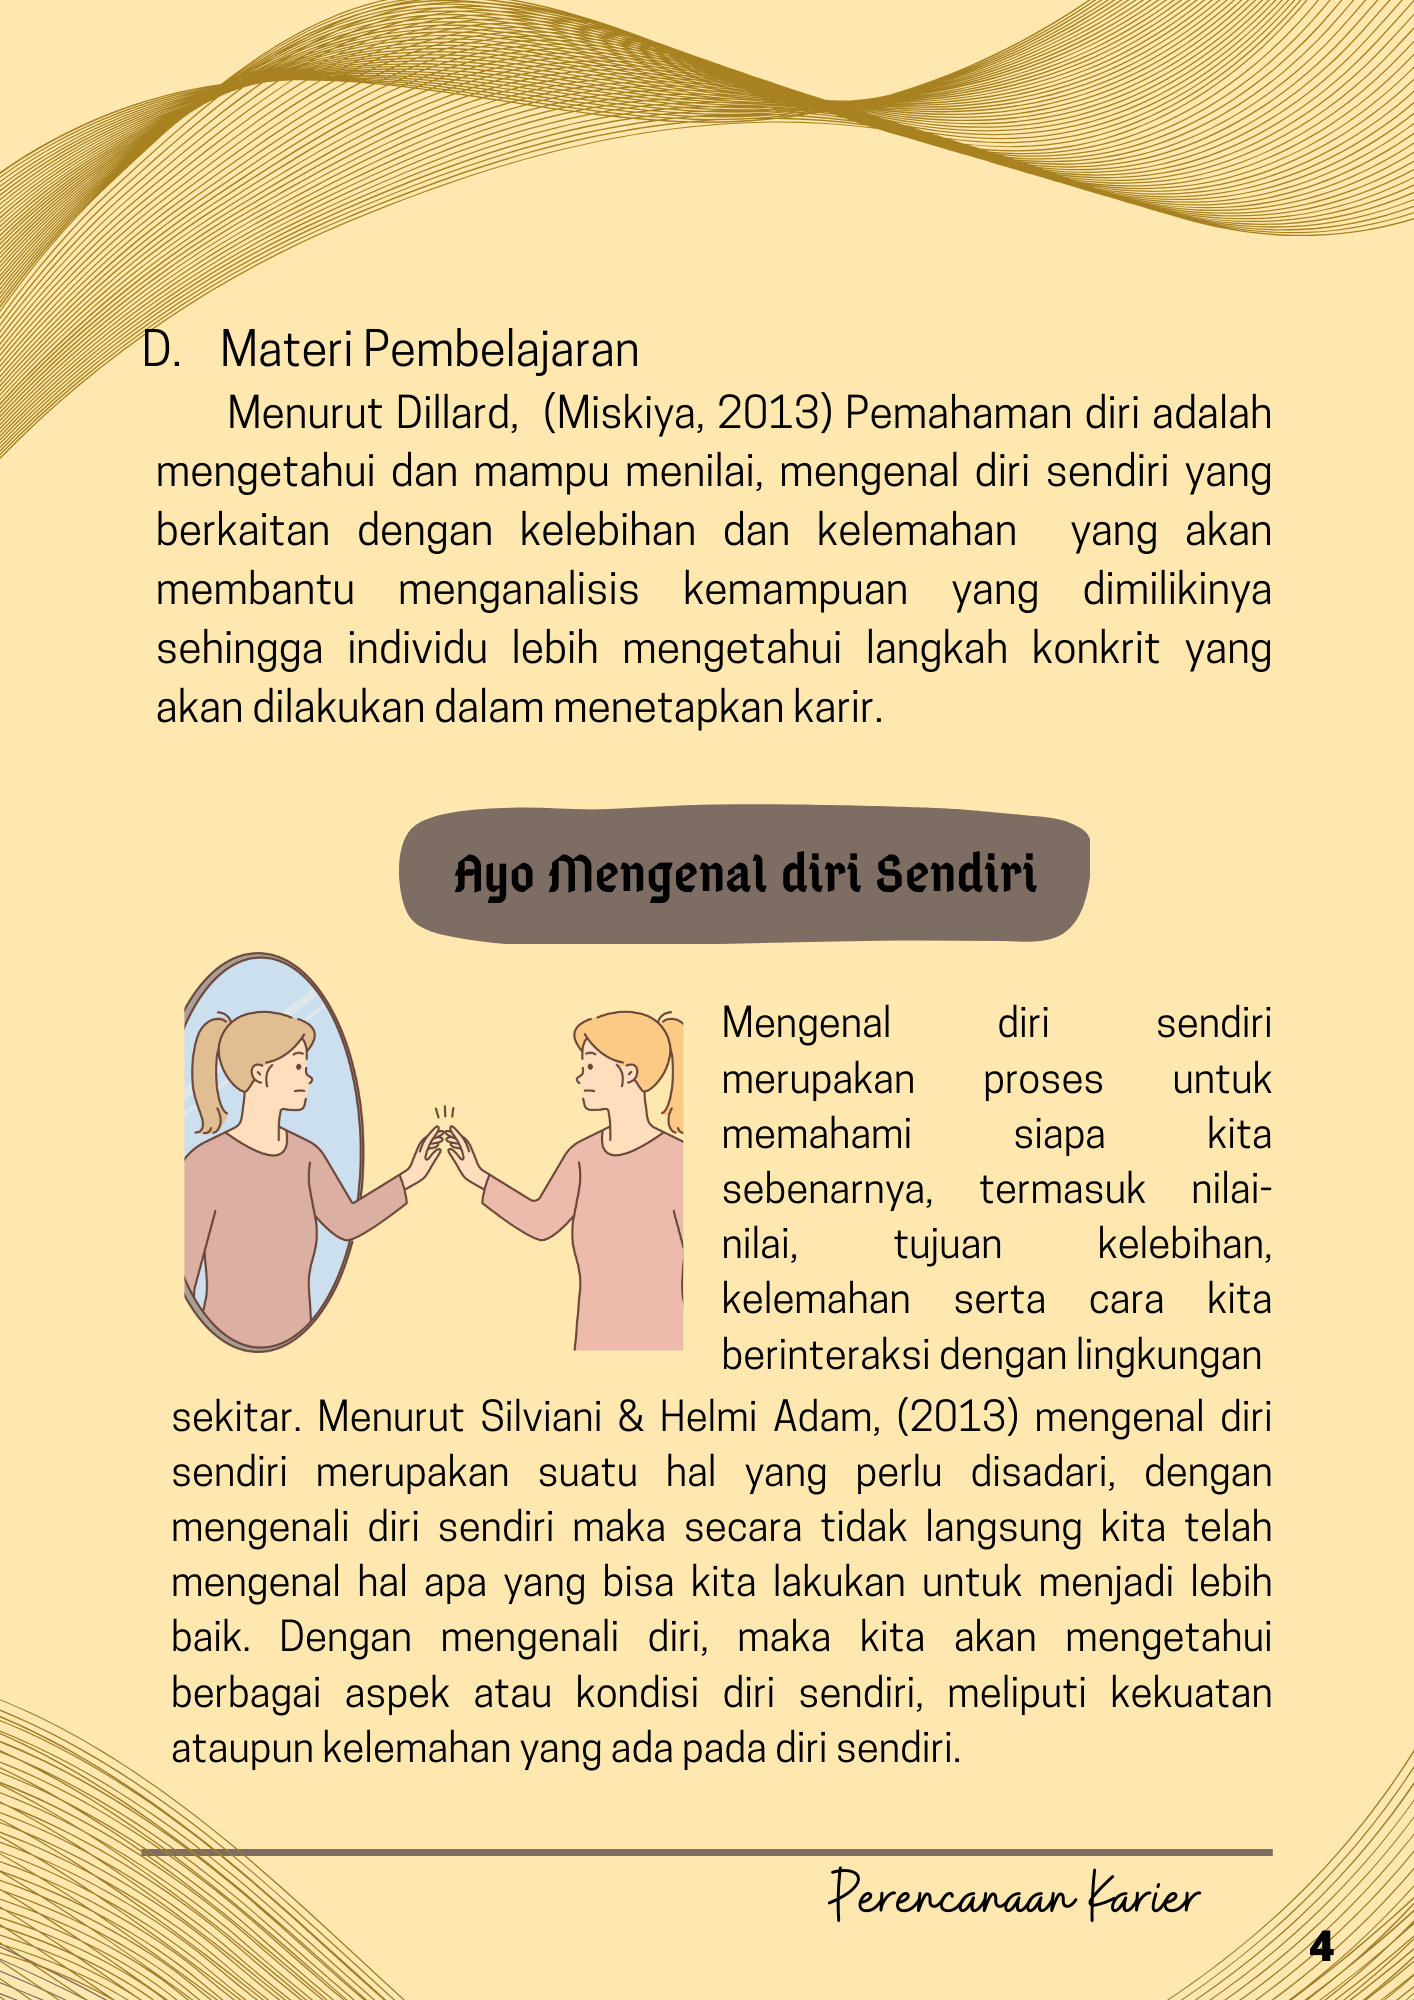 D. Materi Pembelajaran
Menurut Dillard, (Miskiya, 2013) Pemahaman diri adalah
mengetahui dan mampu menilai, mengenal diri sendiri yang
berkaitan dengan kelebihan dan kelemahan yang akan
membantu menganalisis kemampuan yang dimilikinya
sehingga individu lebih mengetahui langkah konkrit yang
akan dilakukan dalam menetapkan karir.
Ayo Mengenal diri Sendiri
Mengenal diri sendiri
merupakan proses untuk
memahami siapa kita
sebenarnya, termasuk nilai-
nilai, tujuan kelebihan,
kelemahan serta cara kita
berinteraksi dengan lingkungan
sekitar. Menurut Silviani & Helmi Adam, (2013) mengenal diri
sendiri merupakan suatu hal yang perlu disadari, dengan
mengenali diri sendiri maka secara tidak langsung kita telah
mengenal hal apa yang bisa kita lakukan untuk menjadi lebih
baik. Dengan mengenali diri, maka kita akan mengetahui
berbagai aspek atau kondisi diri sendiri, meliputi kekuatan
ataupun kelemahan yang ada pada diri sendiri.
Perencanaan Karier
4